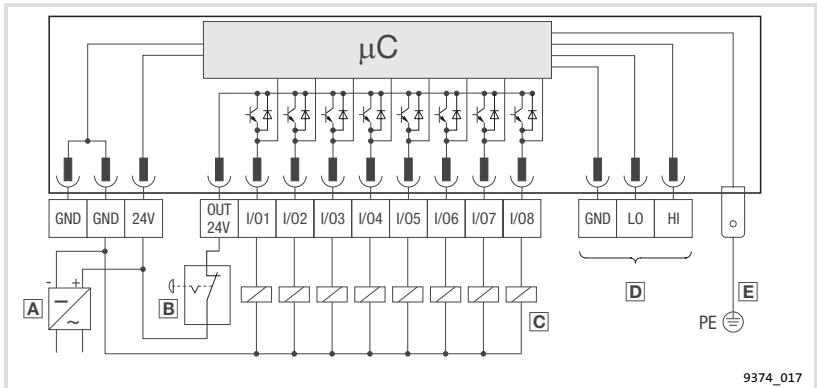 μC
GND GND 24V OUT 24V I/01 I/02 I/03 I/04 I/05 I/06 I/07 I/08 GND LO HI
- +
A B C D E
~
PE
9374_017